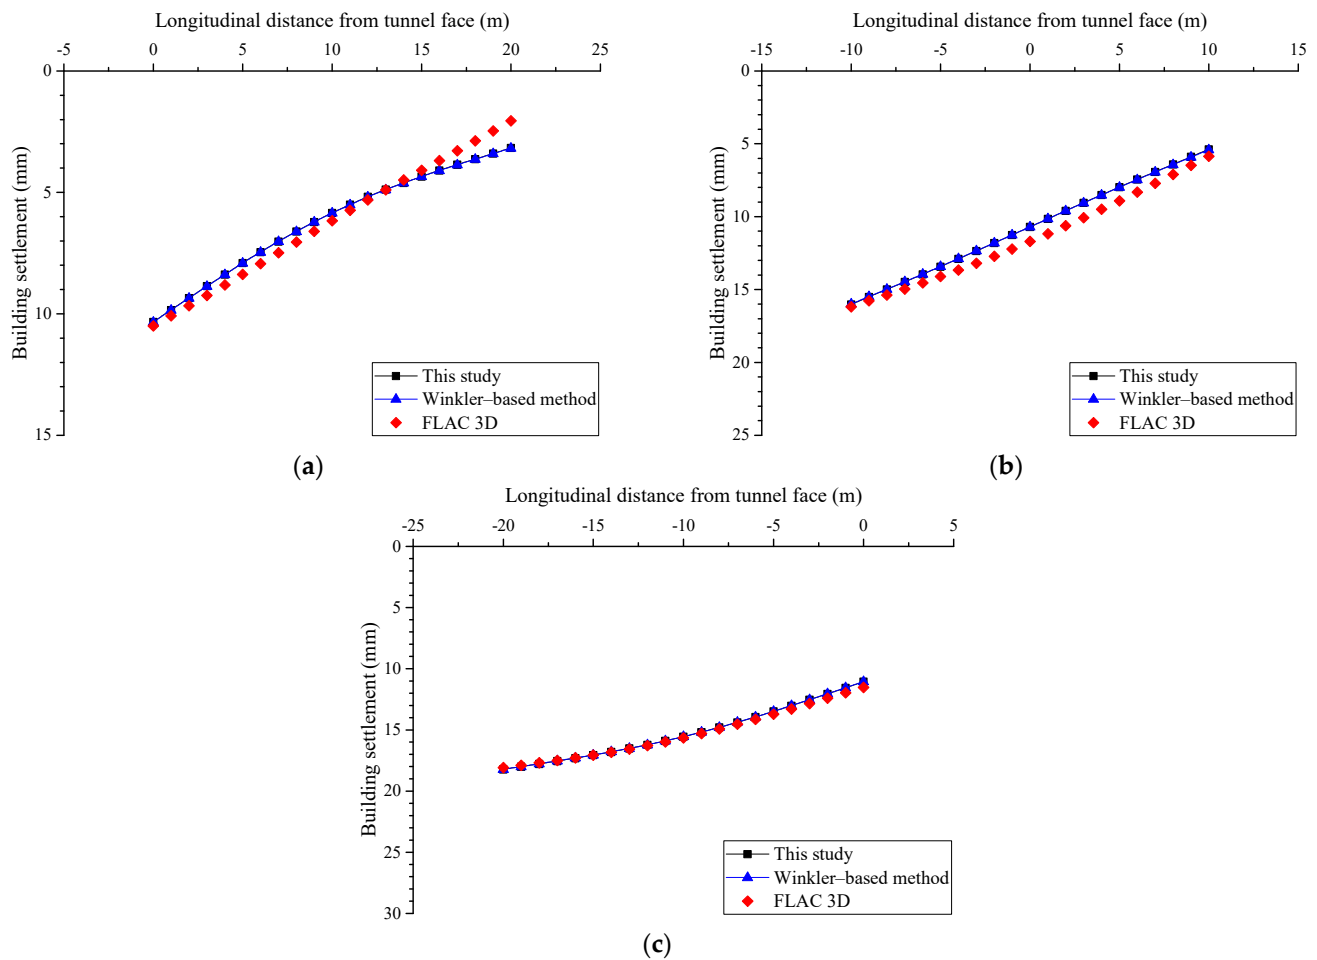 Longitudinal distance from tunnel face (m)
-5 0 5 10 15 20 25
0
5
10
15
Building settlement (mm)
This study
Winkler–based method
FLAC 3D
(a)
Longitudinal distance from tunnel face (m)
-15 -10 -5 0 5 10 15
0
5
10
15
20
25
Building settlement (mm)
This study
Winkler–based method
FLAC 3D
(b)
Longitudinal distance from tunnel face (m)
-25 -20 -15 -10 -5 0 5
0
5
10
15
20
25
30
Building settlement (mm)
This study
Winkler–based method
FLAC 3D
(c)